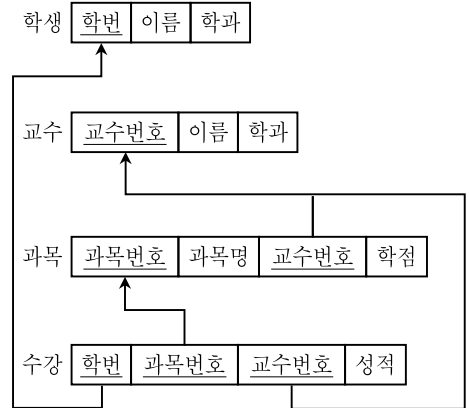 학생 학번 이름 학과
교수 교수번호 이름 학과
과목 과목번호 과목명 교수번호 학점
수강 학번 과목번호 교수번호 성적